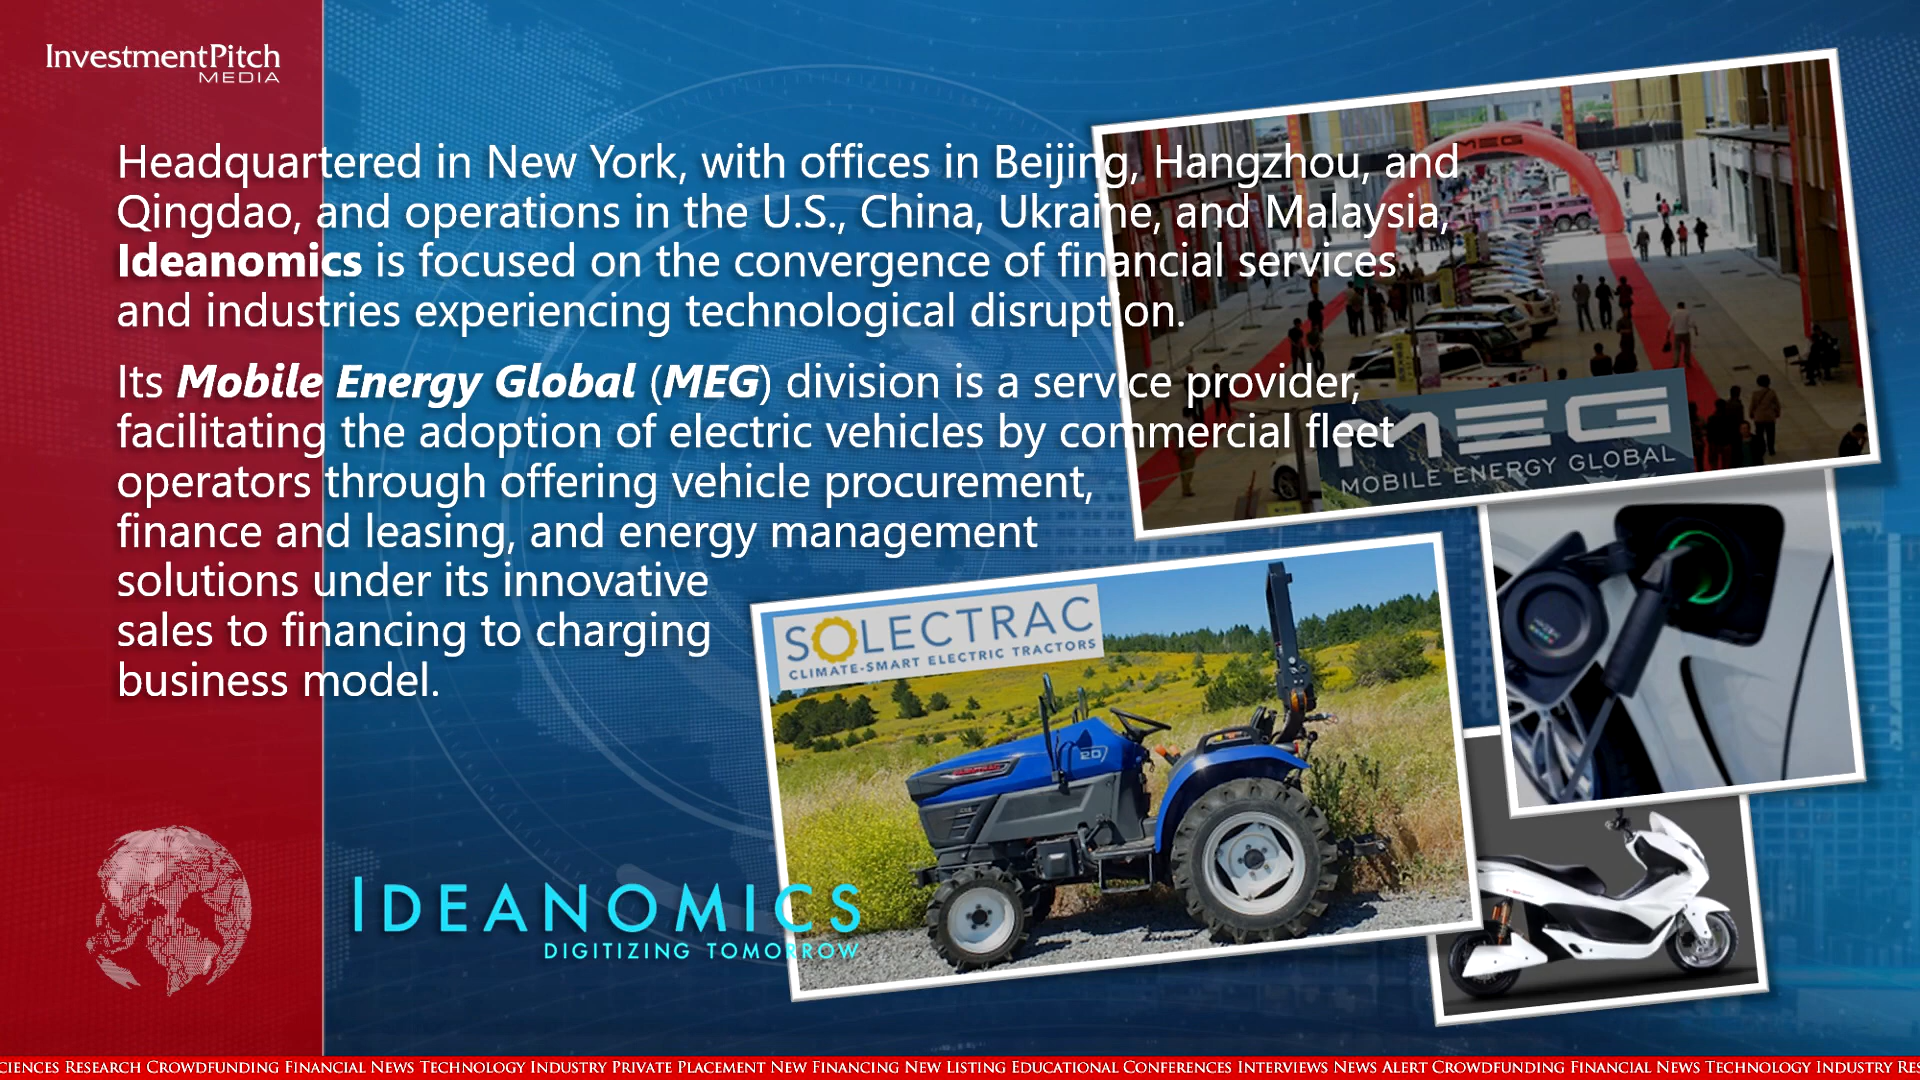 InvestmentPitch
MEDIA
Headquartered in New York, with offices in Beijing, Hangzhou, and
Qingdao, and operations in the U.S., China, Ukraine, and Malaysia,
Ideanomics is focused on the convergence of financial services
and industries experiencing technological disruption.
Its Mobile Energy Global (MEG) division is a service provider,
facilitating the adoption of electric vehicles by commercial fleet
operators through offering vehicle procurement,
finance and leasing, and energy management
solutions under its innovative
sales to financing to charging
business model.
MEG
MEG
MOBILE ENERGY GLOBAL
SOLECTRAC
CLIMATE-SMART ELECTRIC TRACTORS
20
IDEANOMICS
DIGITIZING TOMORROW
CIENCES RESEARCH CROWDFUNDING FINANCIAL NEWS TECHNOLOGY INDUSTRY PRIVATE PLACEMENT NEW FINANCING NEW LISTING EDUCATIONAL CONFERENCES INTERVIEWS NEWS ALERT CROWDFUNDING FINANCIAL NEWS TECHNOLOGY INDUSTRY RES